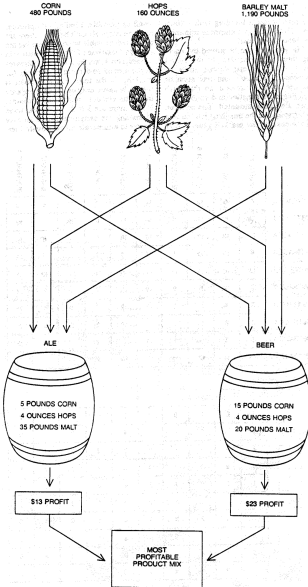 CORN
480 POUNDS
HOPS
160 OUNCES
BARLEY MALT
1,190 POUNDS
ALE
BEER
5 POUNDS CORN
4 OUNCES HOPS
35 POUNDS MALT
15 POUNDS CORN
4 OUNCES HOPS
20 POUNDS MALT
$13 PROFIT
$23 PROFIT
MOST
PROFITABLE
PRODUCT MIX